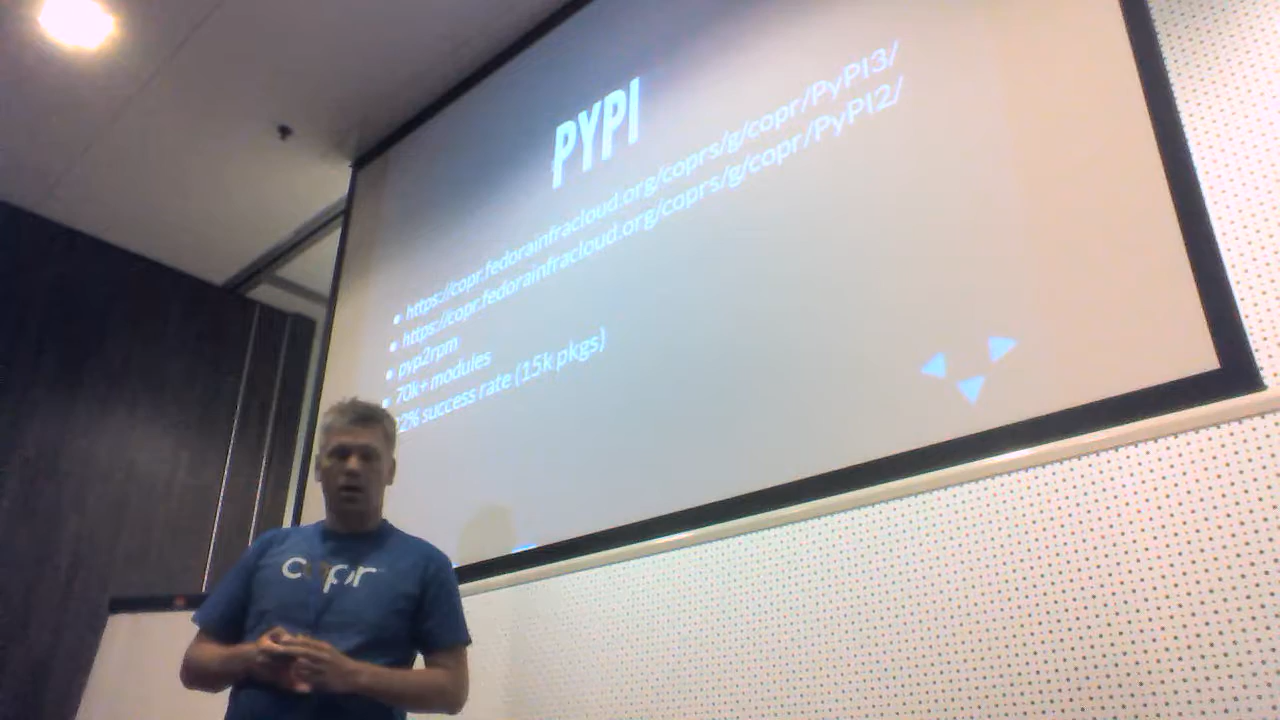 PYPI
https://copr.fedorainfracloud.org/coprs/g/copr/PyPI3/
https://copr.fedorainfracloud.org/coprs/g/copr/PyPI2/
pyp2rpm
70k+ modules
2% success rate (15k pkgs)
copr